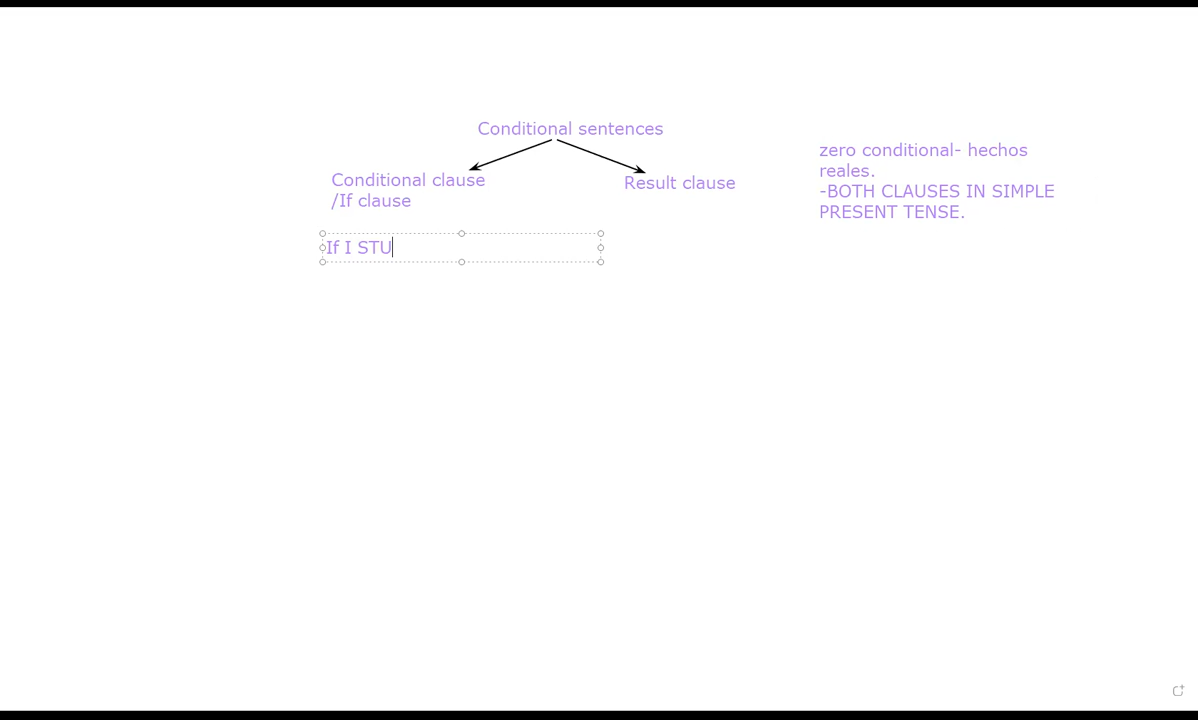 Conditional sentences
Conditional clause
/If clause
Result clause
If I STU
zero conditional- hechos
reales.
-BOTH CLAUSES IN SIMPLE
PRESENT TENSE.